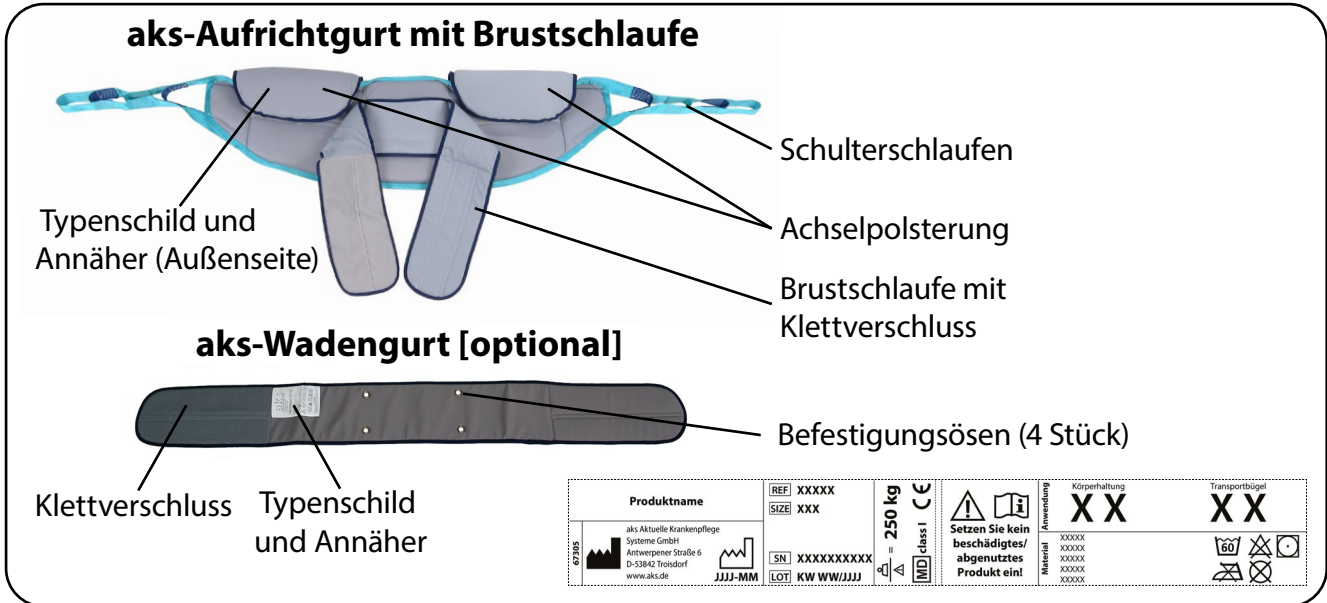 aks-Aufrichtgurt mit Brustschlaufe
Schulterschlaufen
Typenschild und
Annäher (Außenseite)
Achselpolsterung
Brustschlaufe mit
Klettverschluss
aks-Wadengurt [optional]
Befestigungsösen (4 Stück)
Klettverschluss
Typenschild
und Annäher
Produktname
67305
aks Aktuelle Krankenpflege
Systeme GmbH
Antwerpener Straße 6
D-53842 Troisdorf
www.aks.de
JJJJ-MM
REF XXXXX
SIZE XXX
SN XXXXXXXXXX
LOT KW WW/JJJJ
= 250 kg
MD class I CE
Setzen Sie kein
beschädigtes/
abgenutztes
Produkt ein!
Anwendung
Körperhaltung
X X
Transportbügel
X X
Material
XXXXX
XXXXX
XXXXX
XXXXX
XXXXX
60